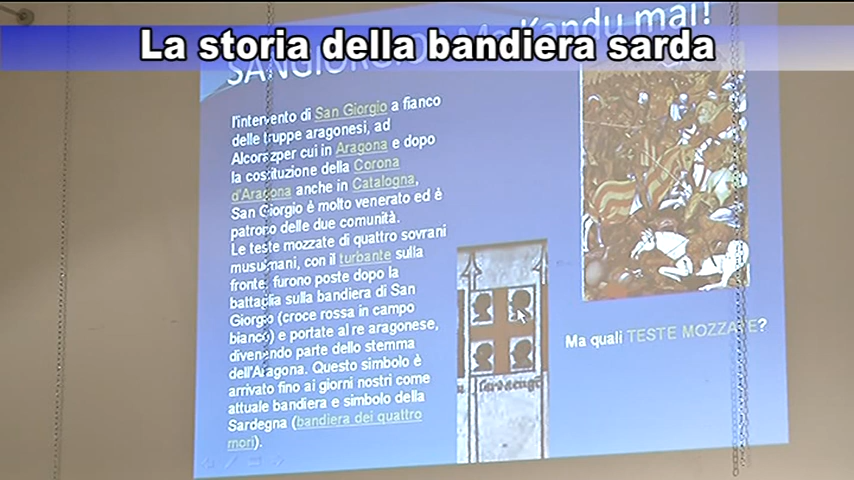 La storia della bandiera sarda
SANGIORGIO Ma Kandu mai!
l'intervento di San Giorgio a fianco
delle truppe aragonesi, ad
Alcorazper cui in Aragona e dopo
la costituzione della Corona
d'Aragona anche in Catalogna,
San Giorgio è molto venerato ed è
patrono delle due comunità.
Le teste mozzate di quattro sovrani
musulmani, con il turbante sulla
fronte, furono poste dopo la
battaglia sulla bandiera di San
Giorgio (croce rossa in campo
bianco) e portate al re aragonese,
divenendo parte dello stemma
dell'Aragona. Questo simbolo è
arrivato fino ai giorni nostri come
attuale bandiera e simbolo della
Sardegna (bandiera dei quattro
mori).
Ma quali TESTE MOZZATE?